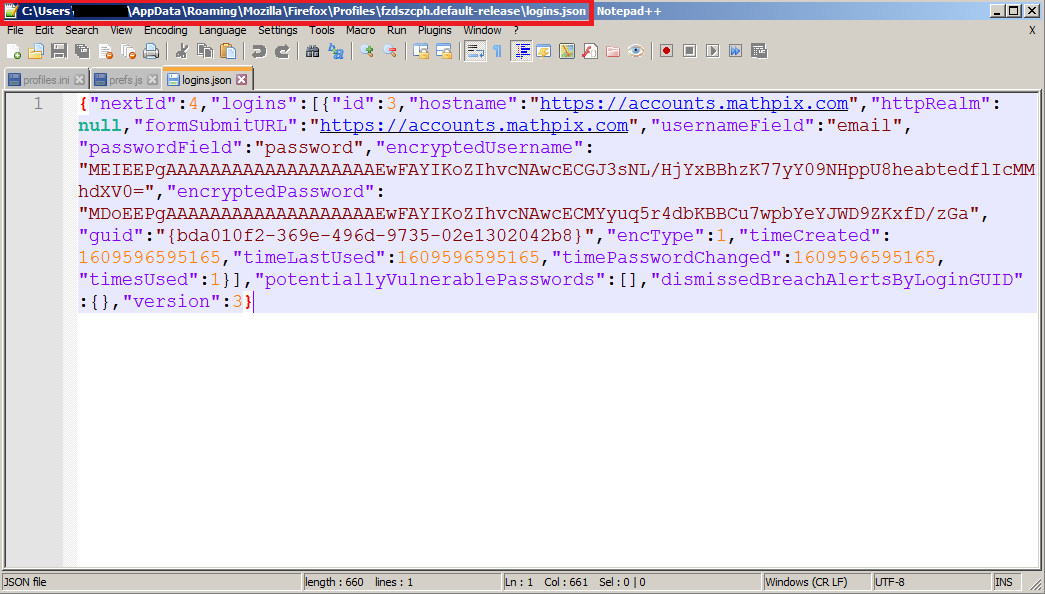 C:\Users\ \AppData\Roaming\Mozilla\Firefox\Profiles\fzdszcph.default-release\logins.json Notepad++
File Edit Search View Encoding Language Settings Tools Macro Run Plugins Window ? X
profiles.ini prefs.js logins.json
1 {"nextId":4,"logins":[{"id":3,"hostname":"https://accounts.mathpix.com","httpRealm":
null,"formSubmitURL":"https://accounts.mathpix.com","usernameField":"email",
"passwordField":"password","encryptedUsername":
"MEIEEPgAAAAAAAAAAAAAAAAAAAEwFAYIKoZIhvcNAwcECGJ3sNL/HjYxBBhzK77yY09NHppU8heabtedflIcMM
hdXV0=","encryptedPassword":
"MDoEEPgAAAAAAAAAAAAAAAAAAAEwFAYIKoZIhvcNAwcECMYyuq5r4dbKBBCu7wpbYeYJWD9ZKxfD/zGa",
"guid":"{bda010f2-369e-496d-9735-02e1302042b8}","encType":1,"timeCreated":
1609596595165,"timeLastUsed":1609596595165,"timePasswordChanged":1609596595165,
"timesUsed":1}],"potentiallyVulnerablePasswords":[],"dismissedBreachAlertsByLoginGUID"
:{},"version":3}
JSON file length : 660 lines : 1 Ln : 1 Col : 661 Sel : 0 | 0 Windows (CR LF) UTF-8 INS